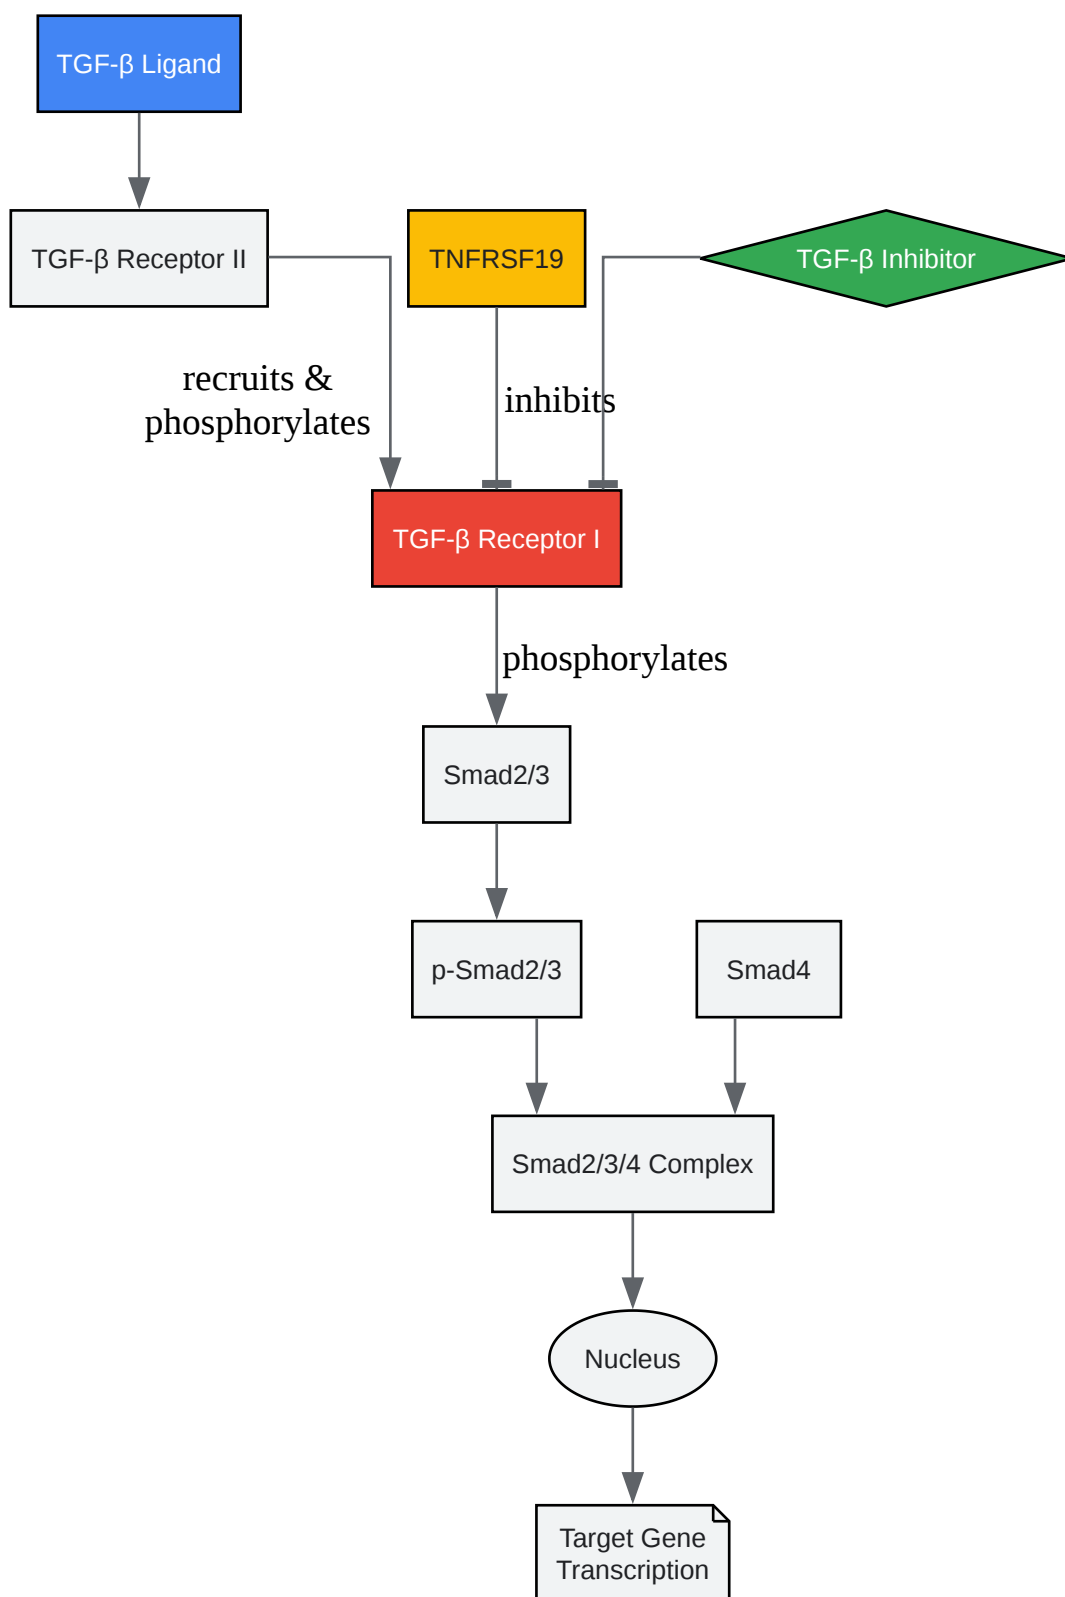 TGF-β Ligand
TGF-β Receptor II
TNFRSF19
TGF-β Inhibitor
recruits &
phosphorylates
inhibits
TGF-β Receptor I
phosphorylates
Smad2/3
p-Smad2/3
Smad4
Smad2/3/4 Complex
Nucleus
Target Gene
Transcription